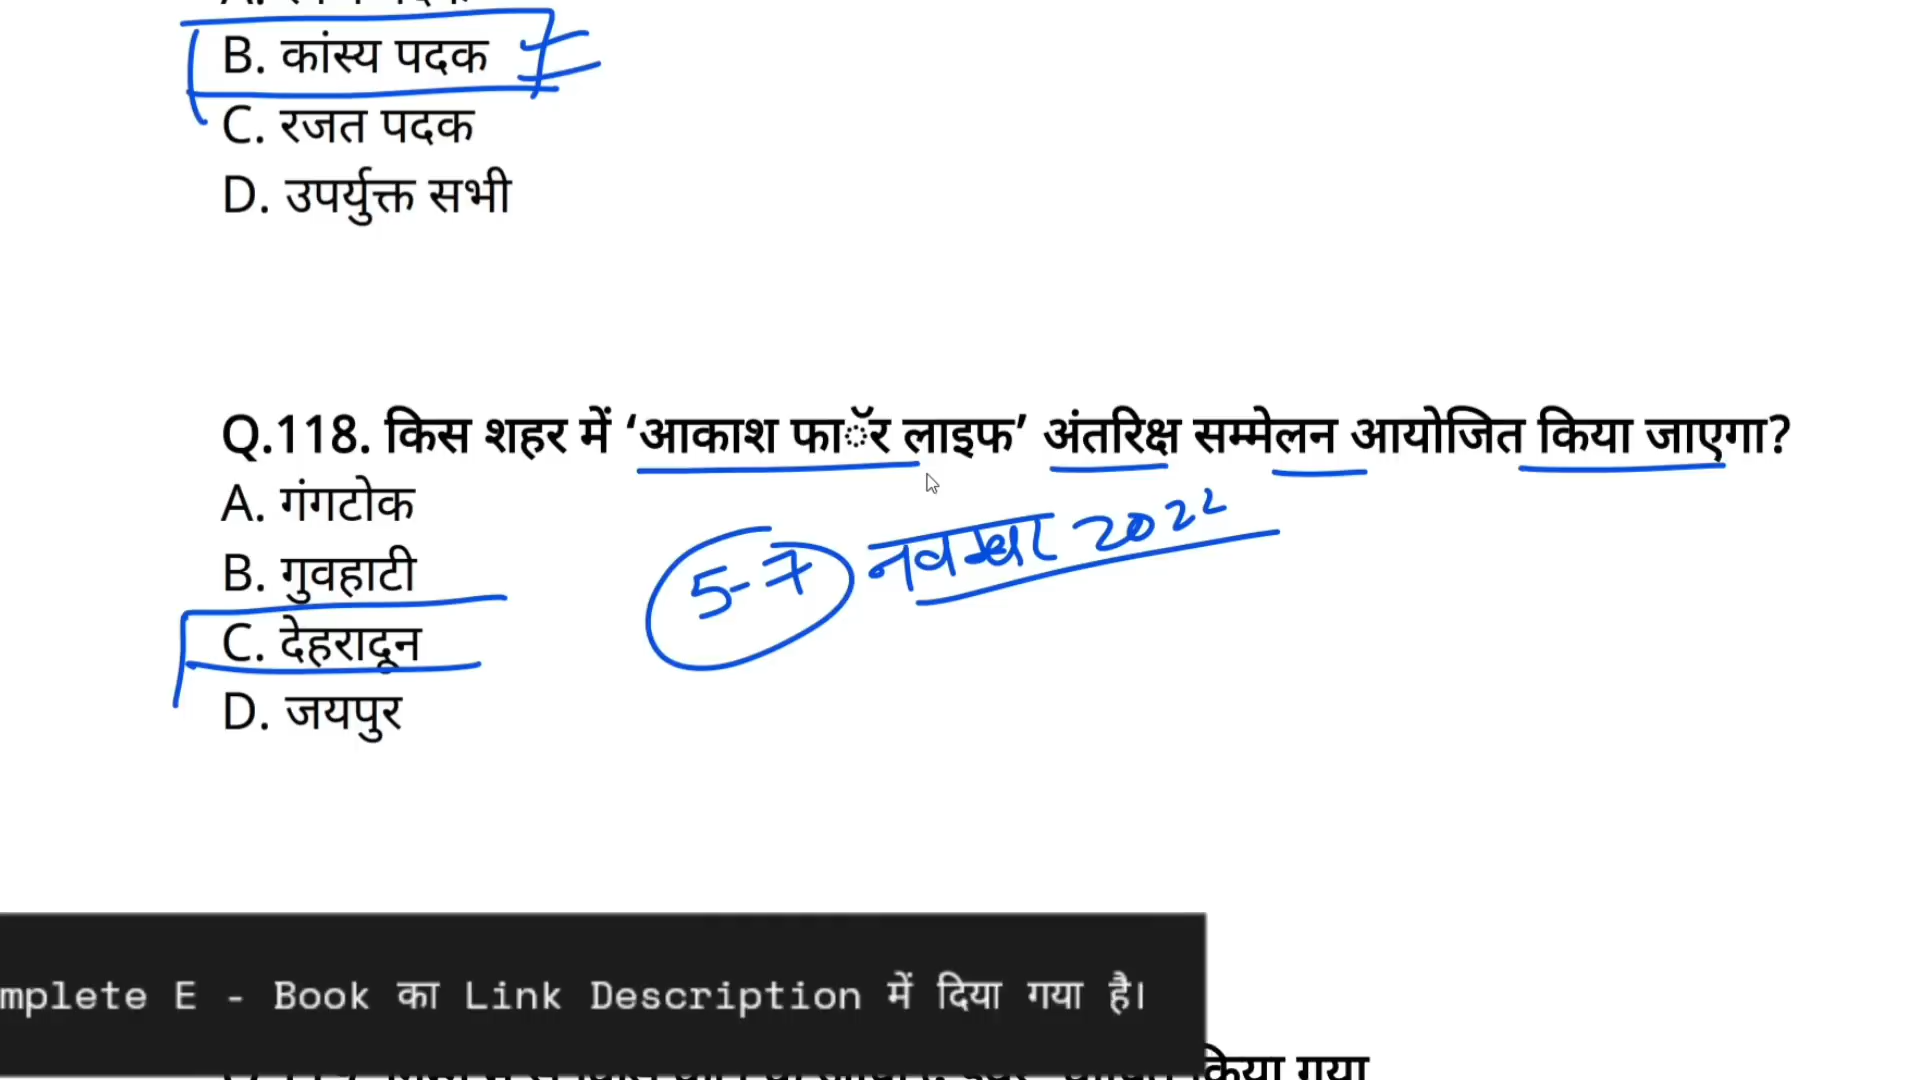 B. कांस्य पदक
C. रजत पदक
D. उपर्युक्त सभी
Q.118. किस शहर में ‘आकाश फाॅर लाइफ’ अंतरिक्ष सम्मेलन आयोजित किया जाएगा?
A. गंगटोक
5-7 नवम्बर 2022
B. गुवहाटी
C. देहरादून
D. जयपुर
mplete E - Book का Link Description में दिया गया है।
किया गया